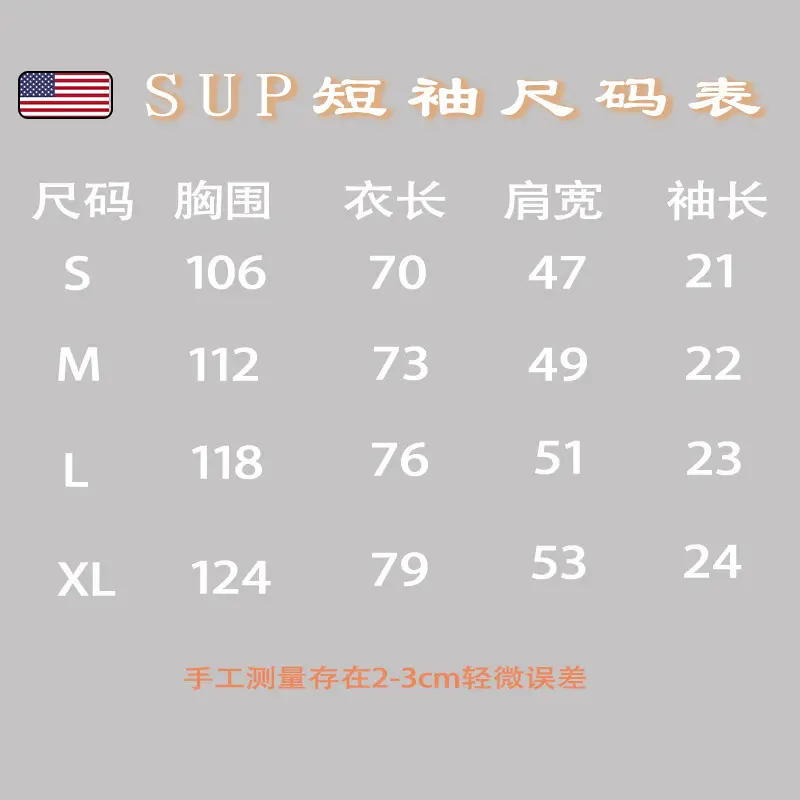 SUP短袖尺码表
尺码 胸围 衣长 肩宽 袖长
S 106 70 47 21
M 112 73 49 22
L 118 76 51 23
XL 124 79 53 24
手工测量存在2-3cm轻微误差